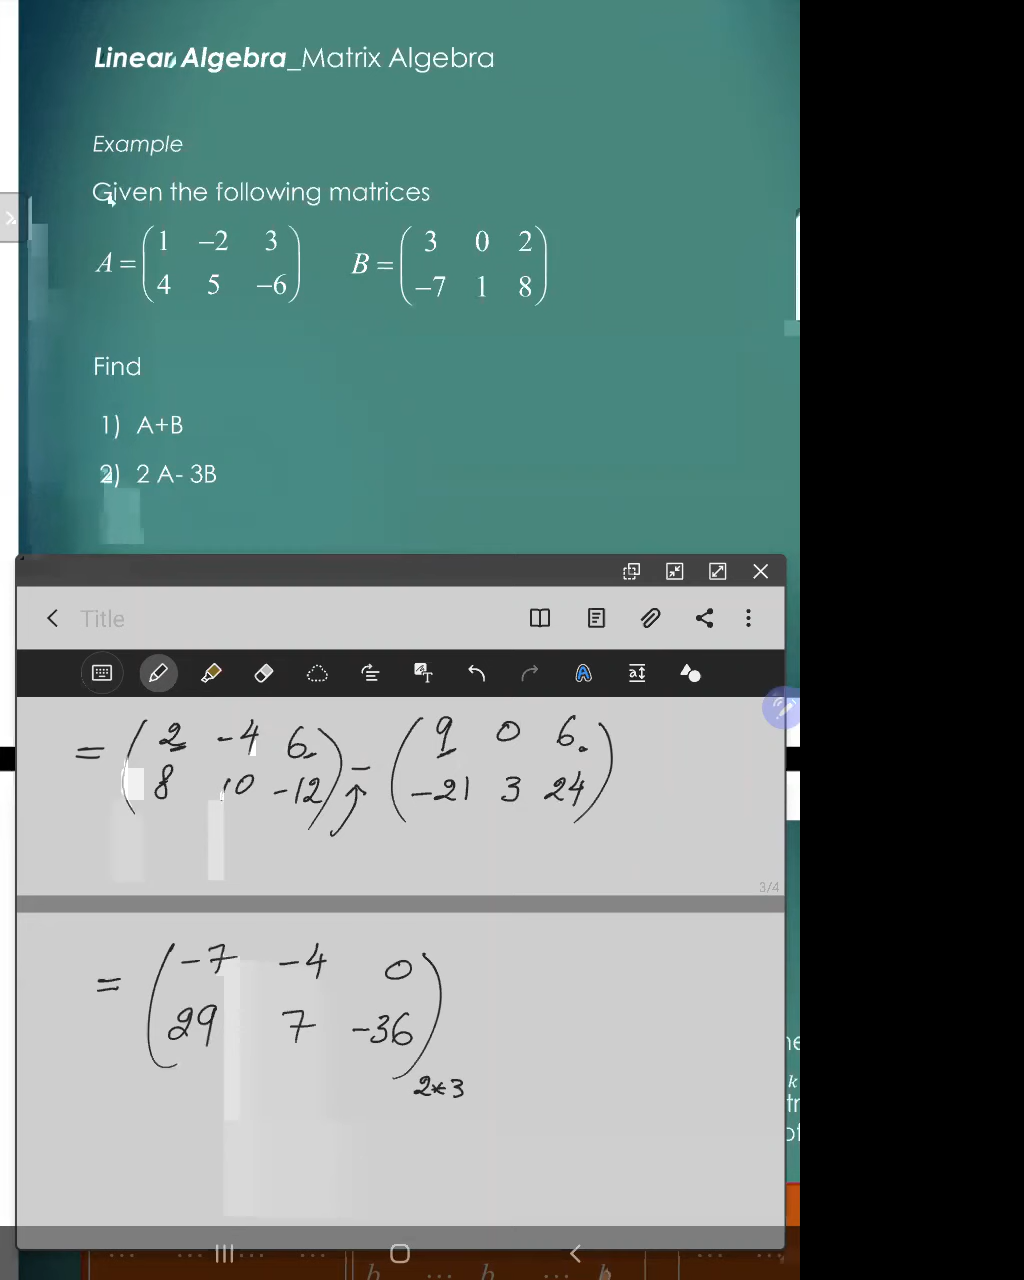 Linear Algebra_Matrix Algebra
Example
Given the following matrices
A = (1 −2 3
4 5 −6) B = (3 0 2
−7 1 8)
Find
1) A+B
2) 2 A- 3B
Title
= (2 -4 6
8 10 -12) - (9 0 6
-21 3 24)
3/4
= (-7 -4 0
29 7 -36) 2*3
k
b ... b ... b